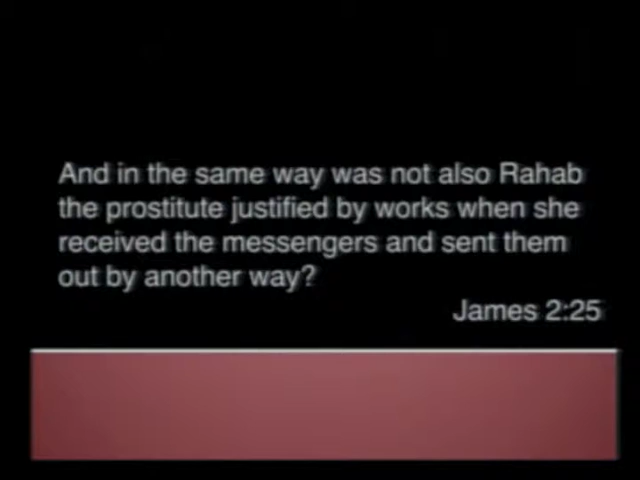 And in the same way was not also Rahab
the prostitute justified by works when she
received the messengers and sent them
out by another way?
James 2:25